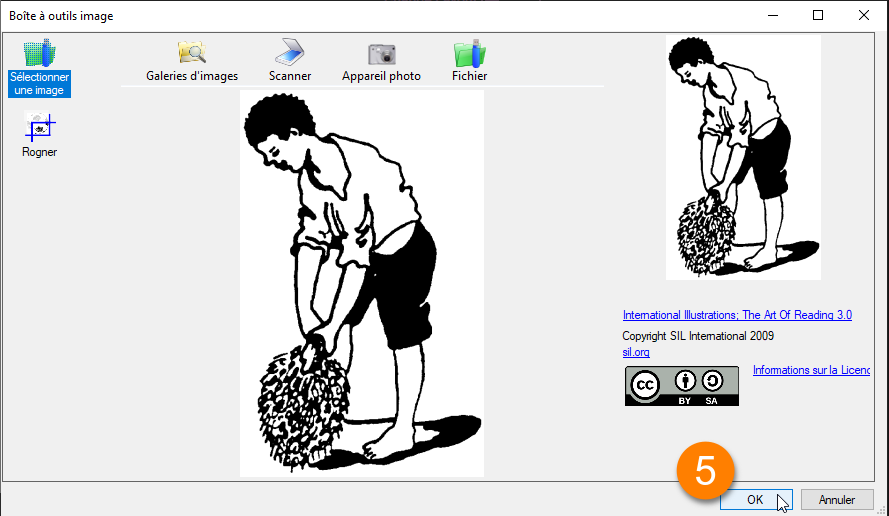 Boîte à outils image
Sélectionner
une image
Rogner
Galeries d'images
Scanner
Appareil photo
Fichier
International Illustrations; The Art Of Reading 3.0
Copyright SIL International 2009
sil.org
cc
BY SA
Informations sur la Licenc
5
OK
Annuler